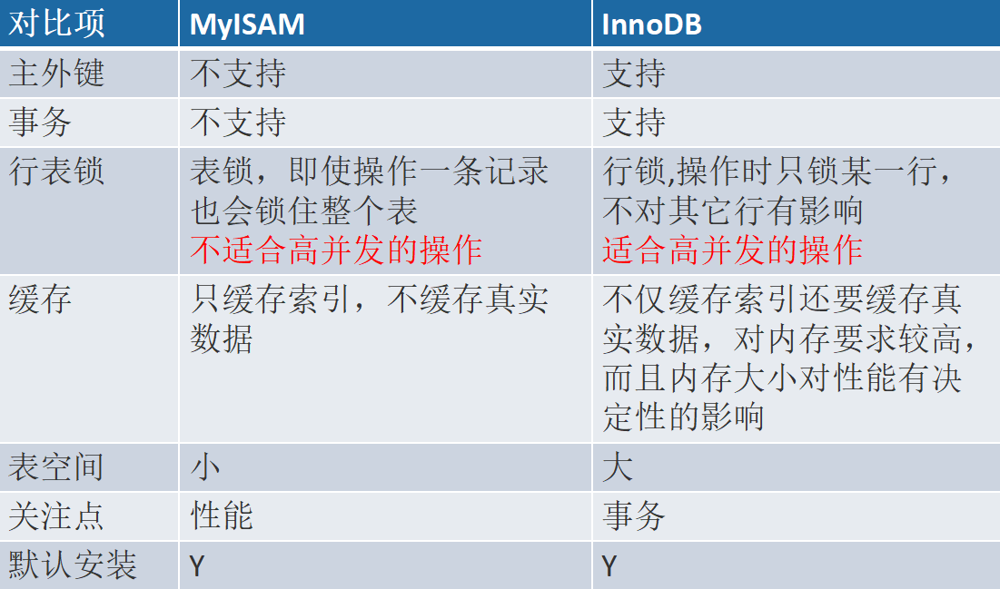 对比项 MyISAM InnoDB
主外键 不支持 支持
事务 不支持 支持
行表锁 表锁，即使操作一条记录 行锁,操作时只锁某一行，
也会锁住整个表 不对其它行有影响
不适合高并发的操作 适合高并发的操作
缓存 只缓存索引，不缓存真实 不仅缓存索引还要缓存真
数据 实数据，对内存要求较高，
而且内存大小对性能有决
定性的影响
表空间 小 大
关注点 性能 事务
默认安装 Y Y